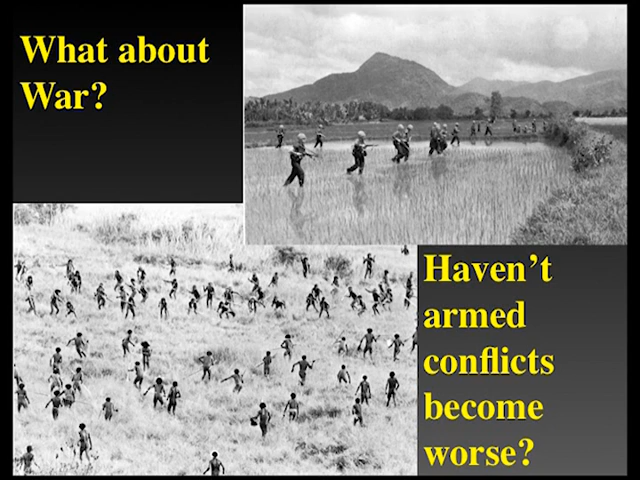 What about
War?
Haven’t
armed
conflicts
become
worse?